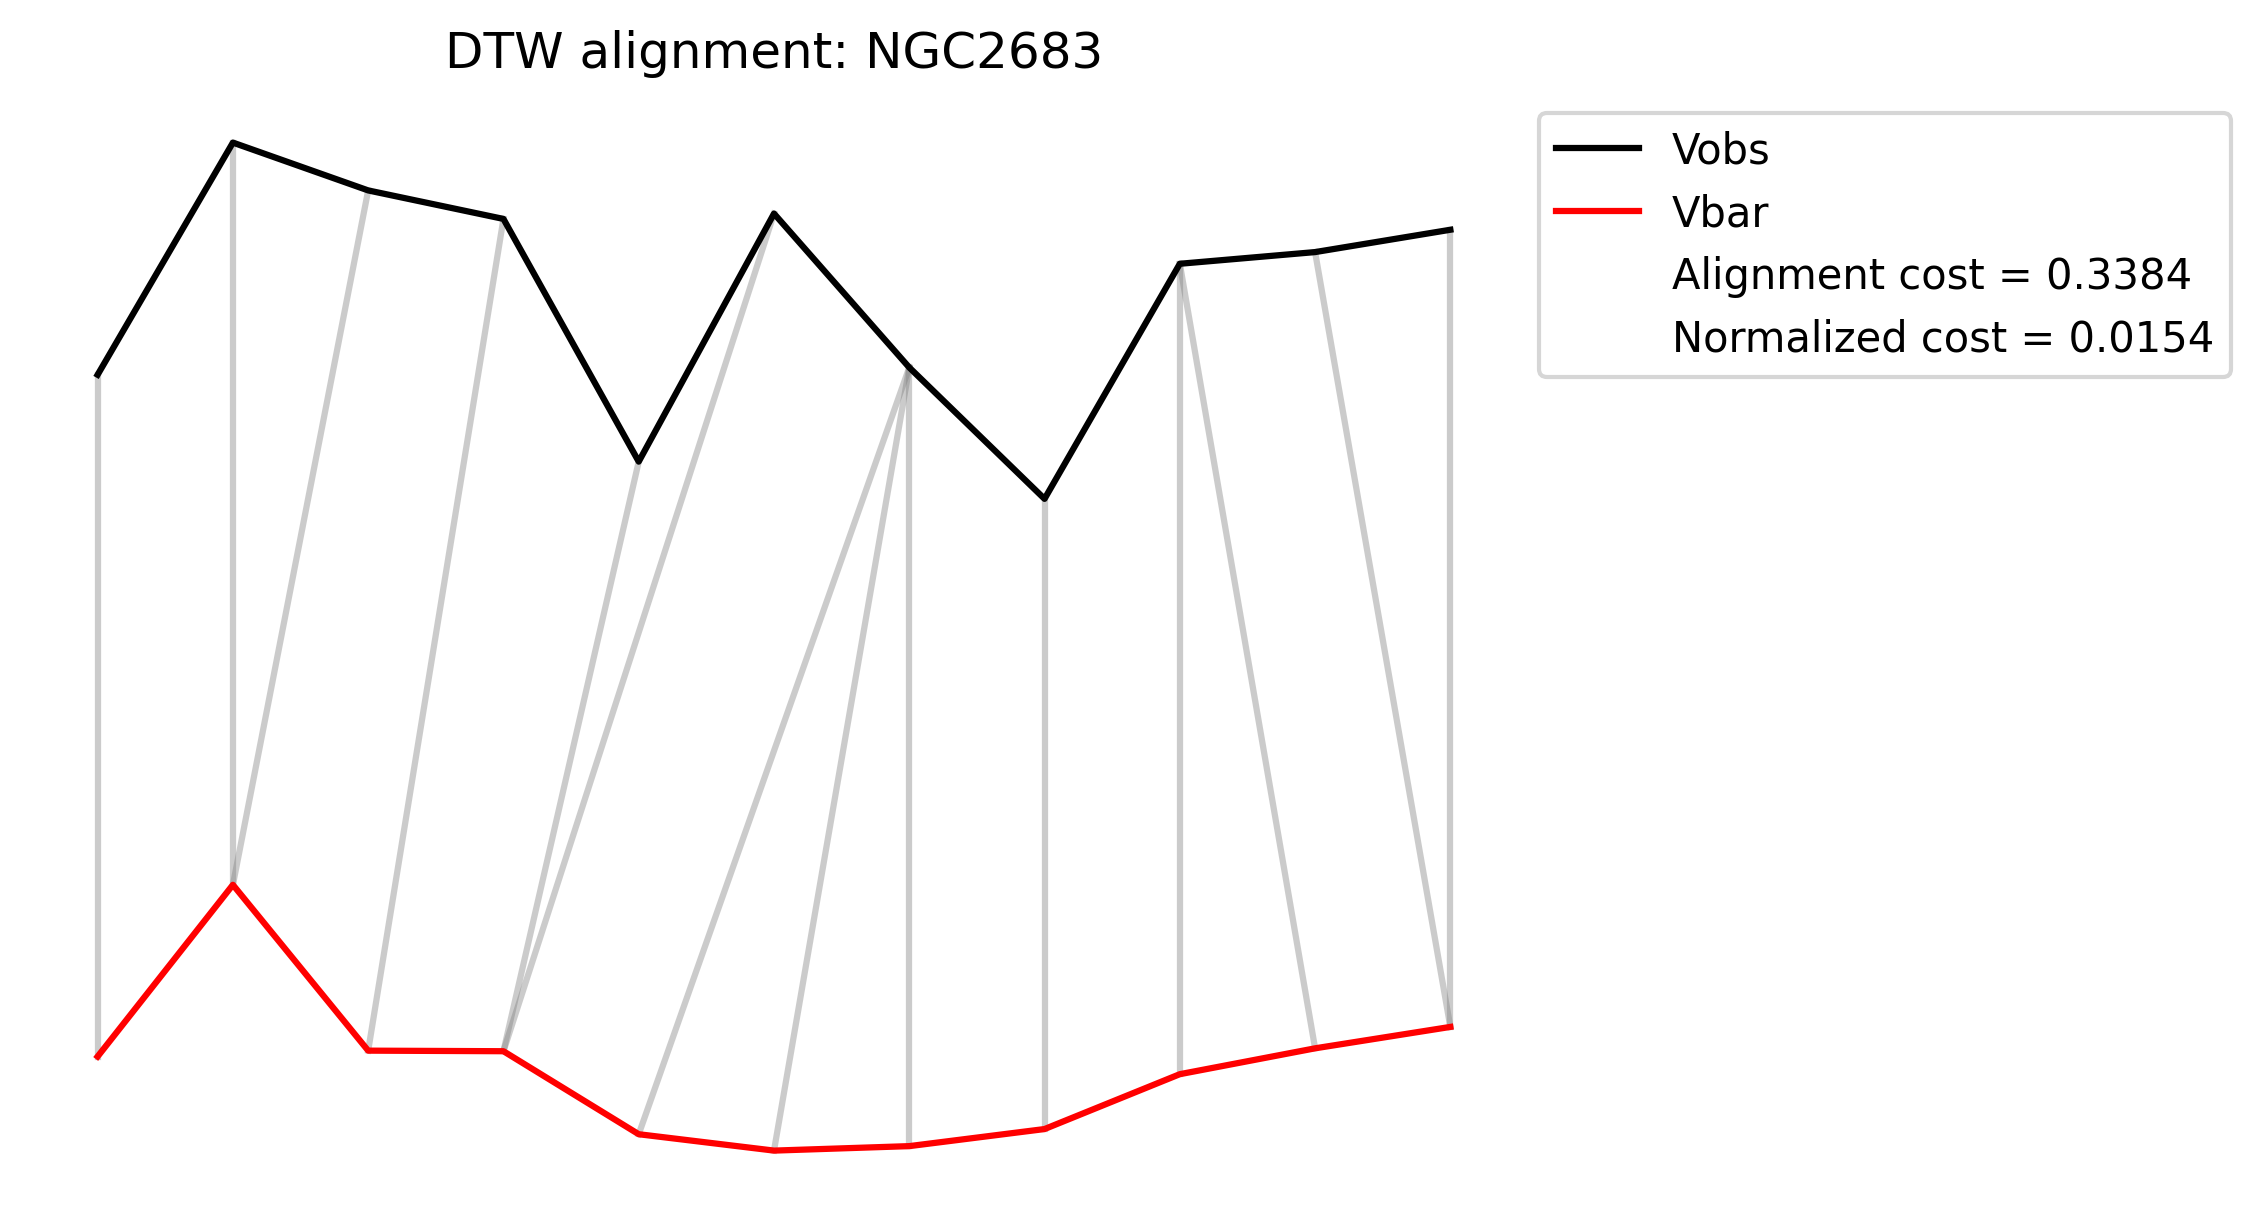 DTW alignment: NGC2683
Vobs
Vbar
Alignment cost = 0.3384
Normalized cost = 0.0154